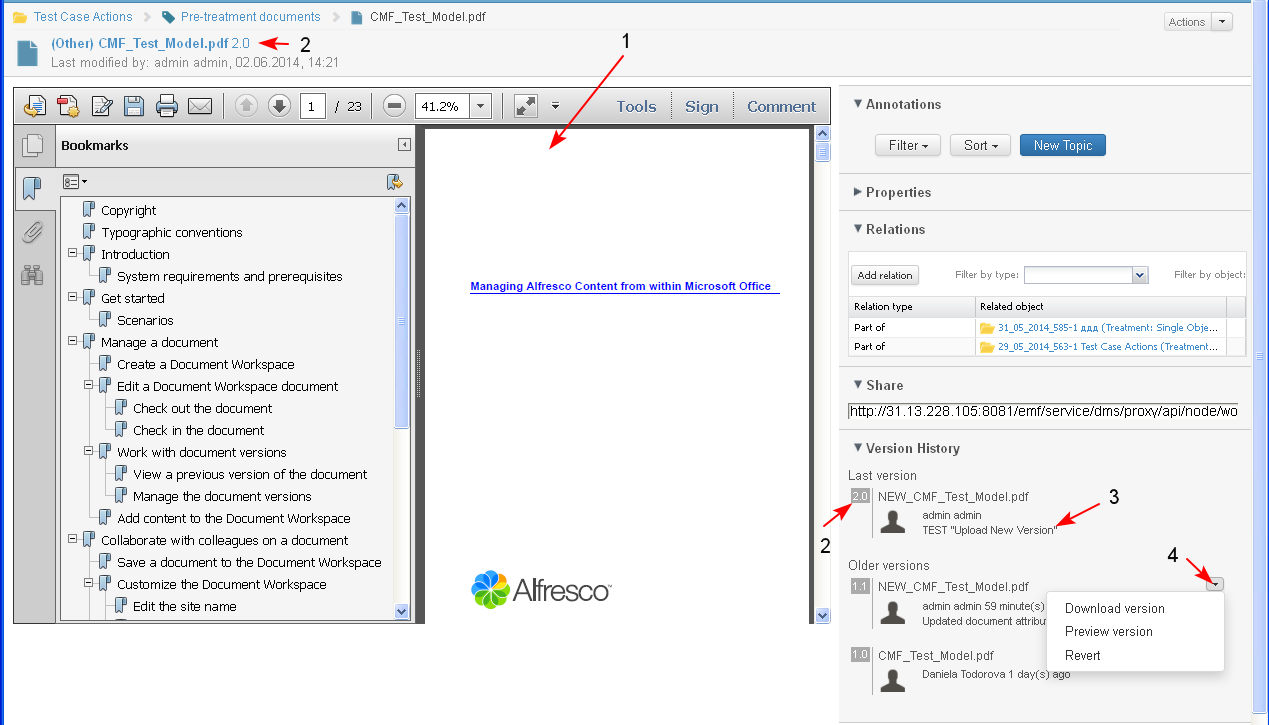 Test Case Actions Pre-treatment documents CMF_Test_Model.pdf
Actions
(Other) CMF_Test_Model.pdf 2.0
2
Last modified by: admin admin, 02.06.2014, 14:21
1
1 / 23
41.2%
Tools Sign Comment
Bookmarks
Copyright
Typographic conventions
Introduction
System requirements and prerequisites
Get started
Scenarios
Manage a document
Create a Document Workspace
Edit a Document Workspace document
Check out the document
Check in the document
Work with document versions
View a previous version of the document
Manage the document versions
Add content to the Document Workspace
Collaborate with colleagues on a document
Save a document to the Document Workspace
Customize the Document Workspace
Edit the site name
Managing Alfresco Content from within Microsoft Office
Alfresco™
Annotations
Filter Sort New Topic
Properties
Relations
Add relation Filter by type: Filter by object:
Relation type Related object
Part of 31_05_2014_585-1 ддд (Treatment: Single Obje...
Part of 29_05_2014_563-1 Test Case Actions (Treatment...
Share
http://31.13.228.105:8081/emf/service/dms/proxy/api/node/wo
Version History
Last version
2.0 NEW_CMF_Test_Model.pdf
3
admin admin
TEST "Upload New Version"
2
4
Older versions
1.1 NEW_CMF_Test_Model.pdf
admin admin 59 minute(s)
Updated document attribu
Download version
Preview version
Revert
1.0 CMF_Test_Model.pdf
Daniela Todorova 1 day(s) ago